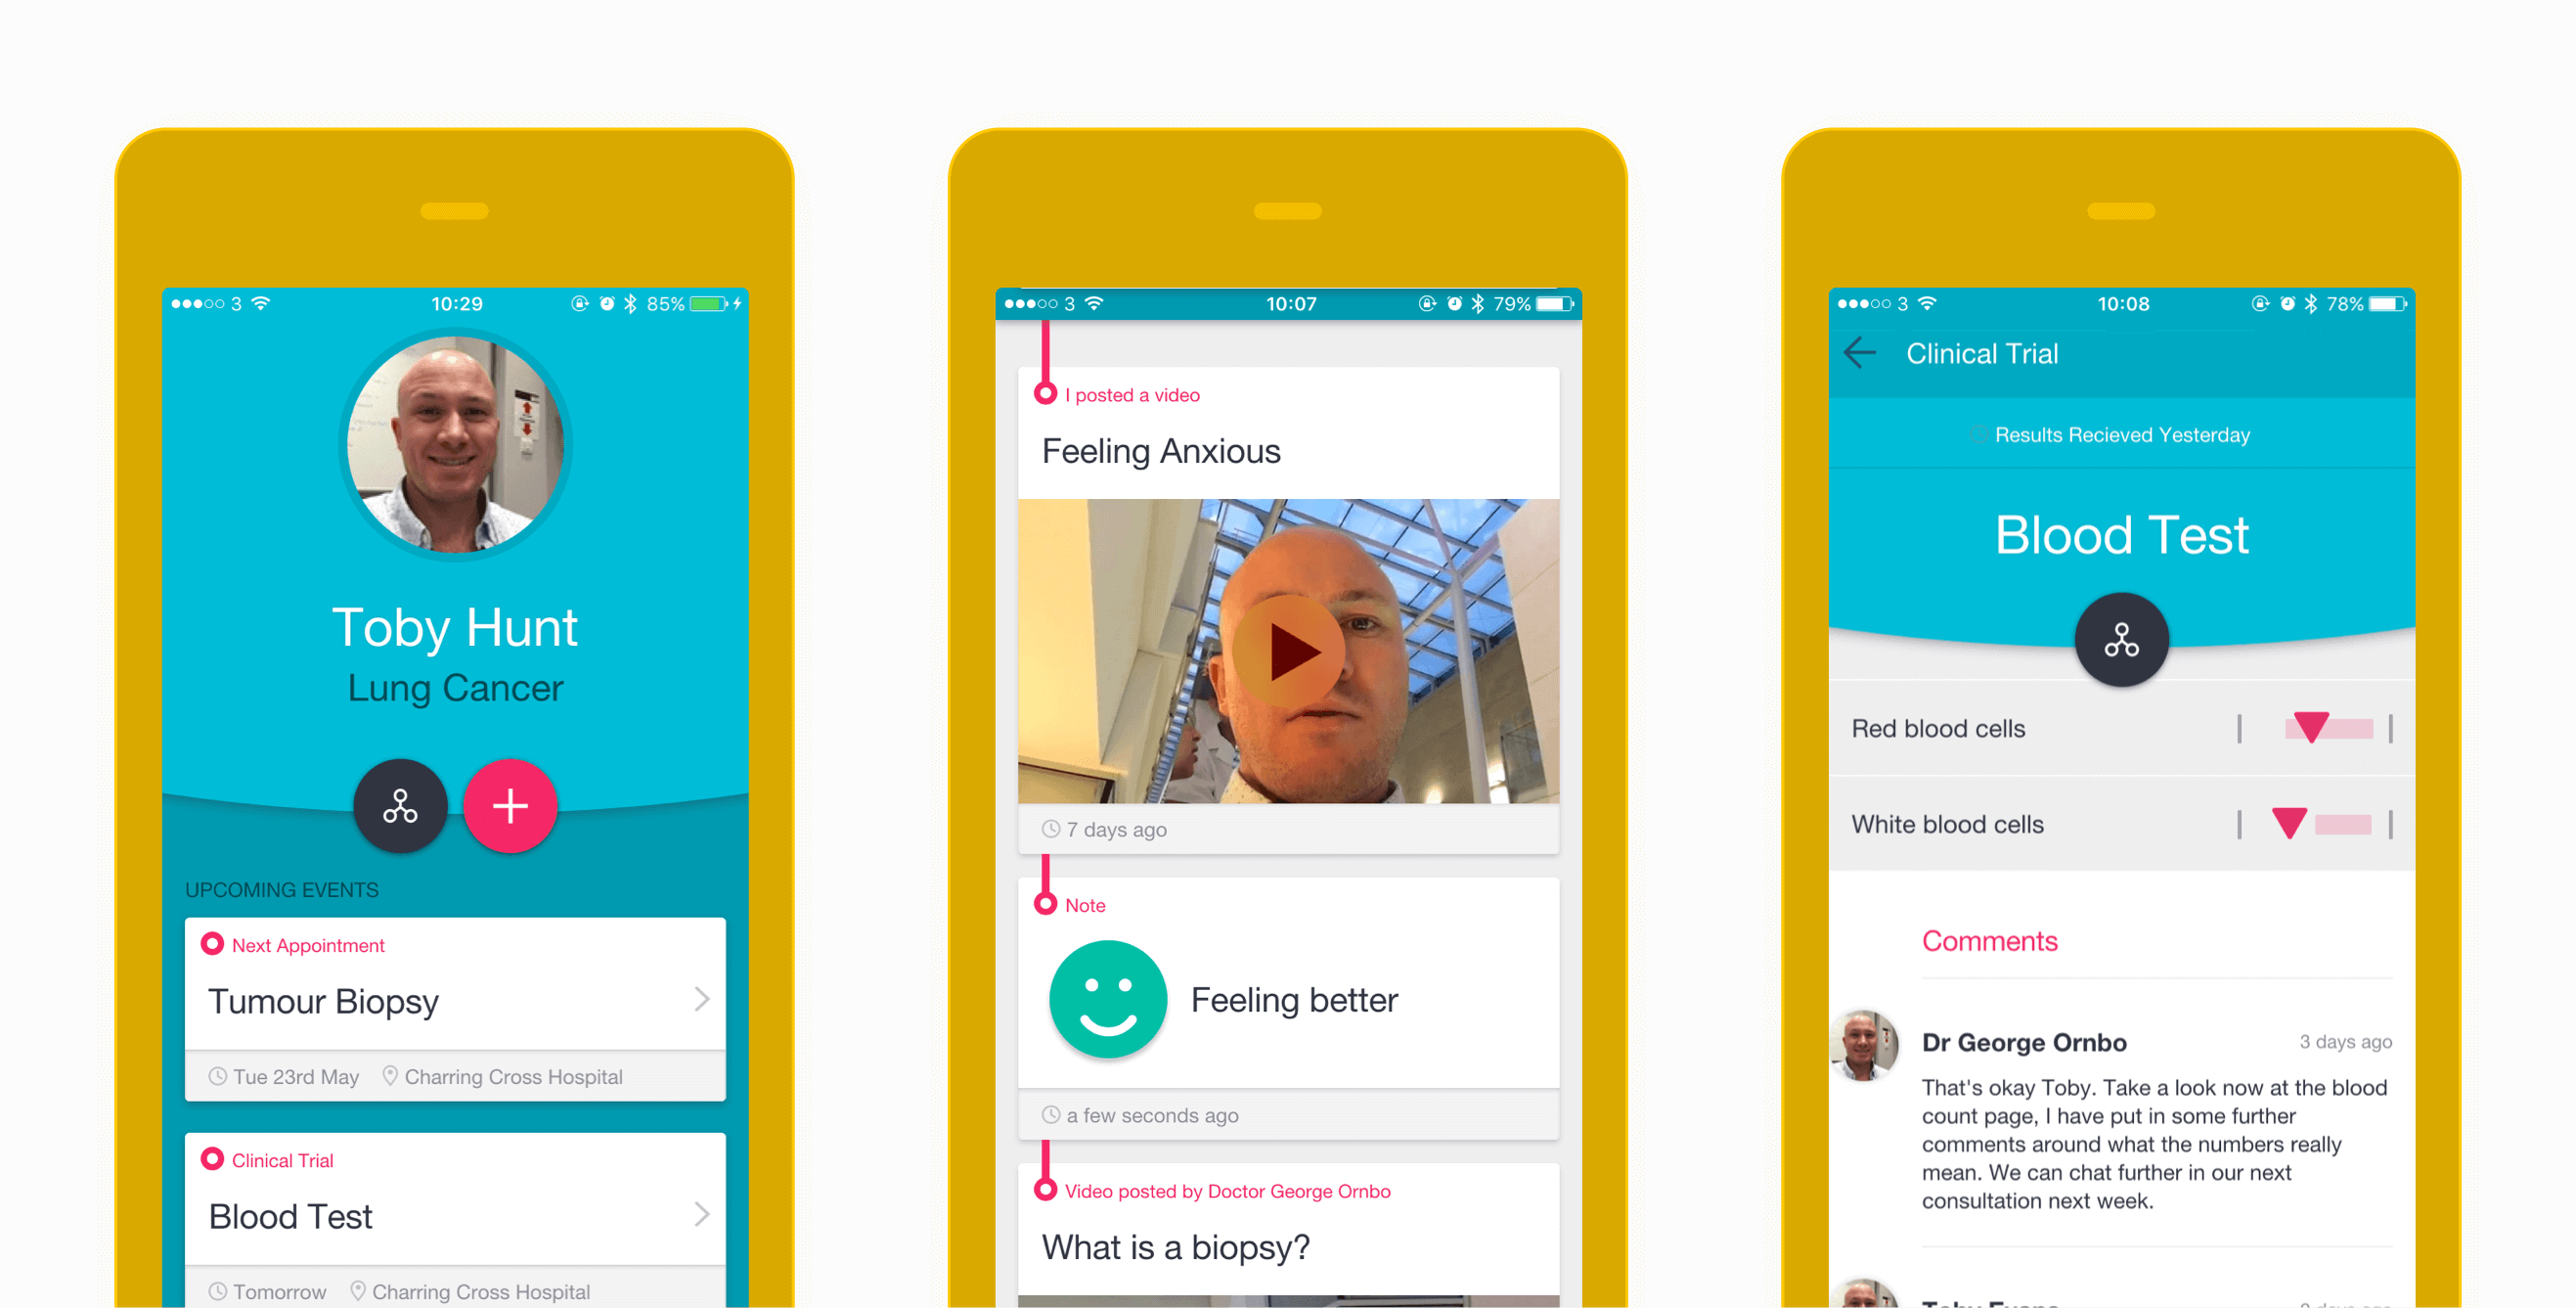 3 10:29 85%
Toby Hunt
Lung Cancer
UPCOMING EVENTS
Next Appointment
Tumour Biopsy
Tue 23rd May Charring Cross Hospital
Clinical Trial
Blood Test
Tomorrow Charring Cross Hospital
3 10:07 79%
I posted a video
Feeling Anxious
7 days ago
Note
Feeling better
a few seconds ago
Video posted by Doctor George Ornbo
What is a biopsy?
3 10:08 78%
Clinical Trial
Results Recieved Yesterday
Blood Test
Red blood cells
White blood cells
Comments
Dr George Ornbo 3 days ago
That's okay Toby. Take a look now at the blood
count page, I have put in some further
comments around what the numbers really
mean. We can chat further in our next
consultation next week.